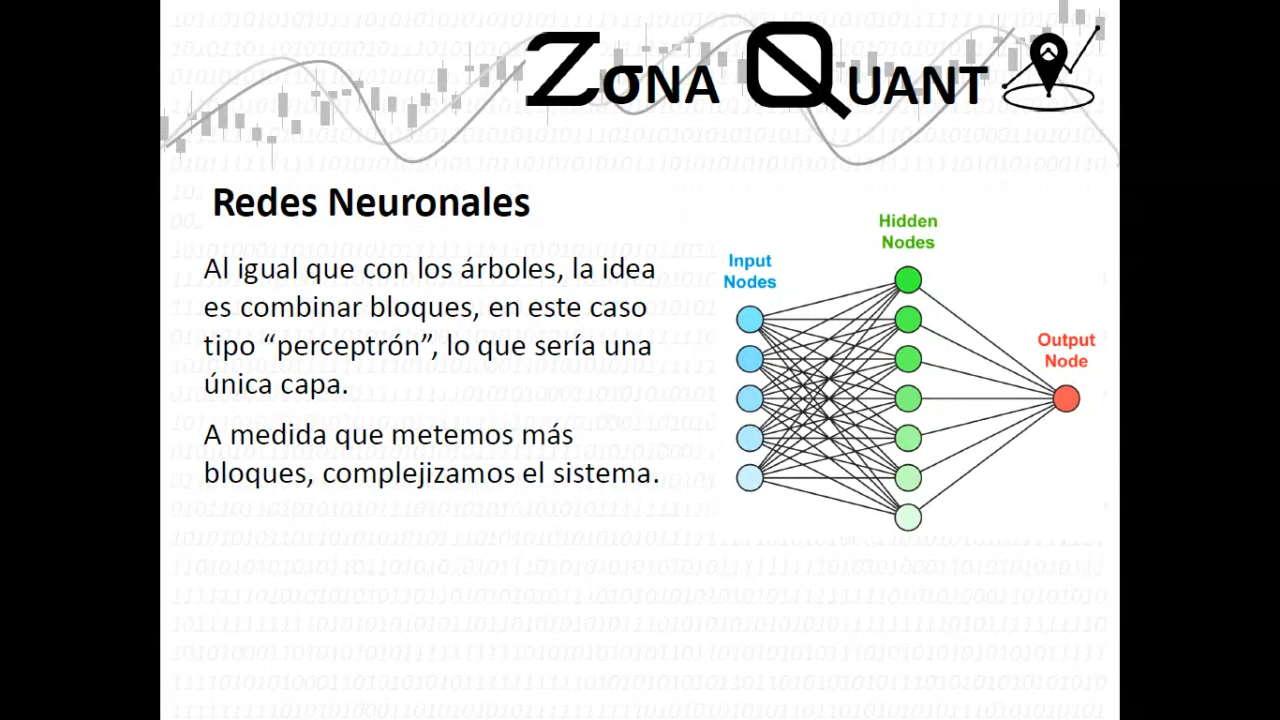 ZσNA QUANT
Redes Neuronales
Al igual que con los árboles, la idea
es combinar bloques, en este caso
tipo “perceptrón”, lo que sería una
única capa.
A medida que metemos más
bloques, complejizamos el sistema.
Input
Nodes
Hidden
Nodes
Output
Node